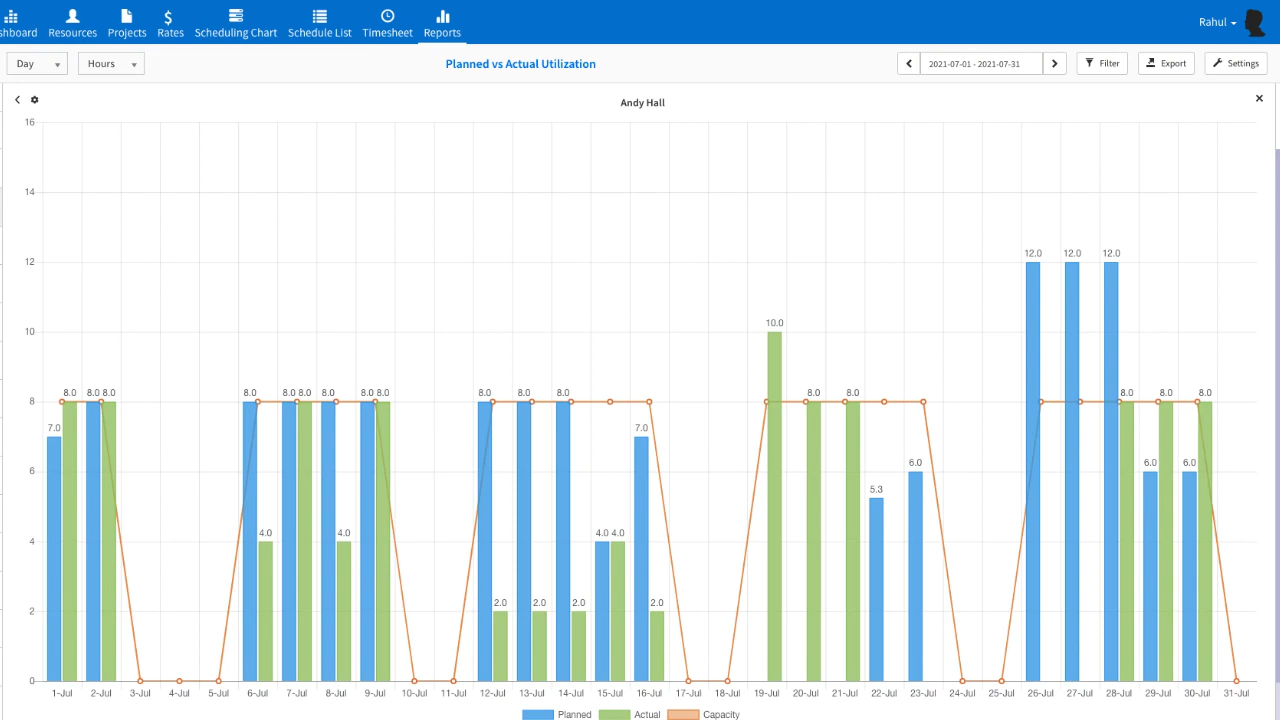 shboard Resources Projects Rates Scheduling Chart Schedule List Timesheet Reports Rahul
Day Hours Planned vs Actual Utilization 2021-07-01 - 2021-07-31 Filter Export Settings
Andy Hall
16
14
12.0 12.0 12.0
12
10.0
10
8.0 8.0 8.0 8.0 8.0 8.0 8.0 8.0 8.0 8.0 8.0 8.0 8.0 8.0 8.0 8.0 8.0
8
7.0 7.0
6.0 6.0 6.0
6
5.3
4.0 4.0 4.0 4.0
4
2.0 2.0 2.0 2.0
2
0
1-Jul 2-Jul 3-Jul 4-Jul 5-Jul 6-Jul 7-Jul 8-Jul 9-Jul 10-Jul 11-Jul 12-Jul 13-Jul 14-Jul 15-Jul 16-Jul 17-Jul 18-Jul 19-Jul 20-Jul 21-Jul 22-Jul 23-Jul 24-Jul 25-Jul 26-Jul 27-Jul 28-Jul 29-Jul 30-Jul 31-Jul
Planned Actual Capacity